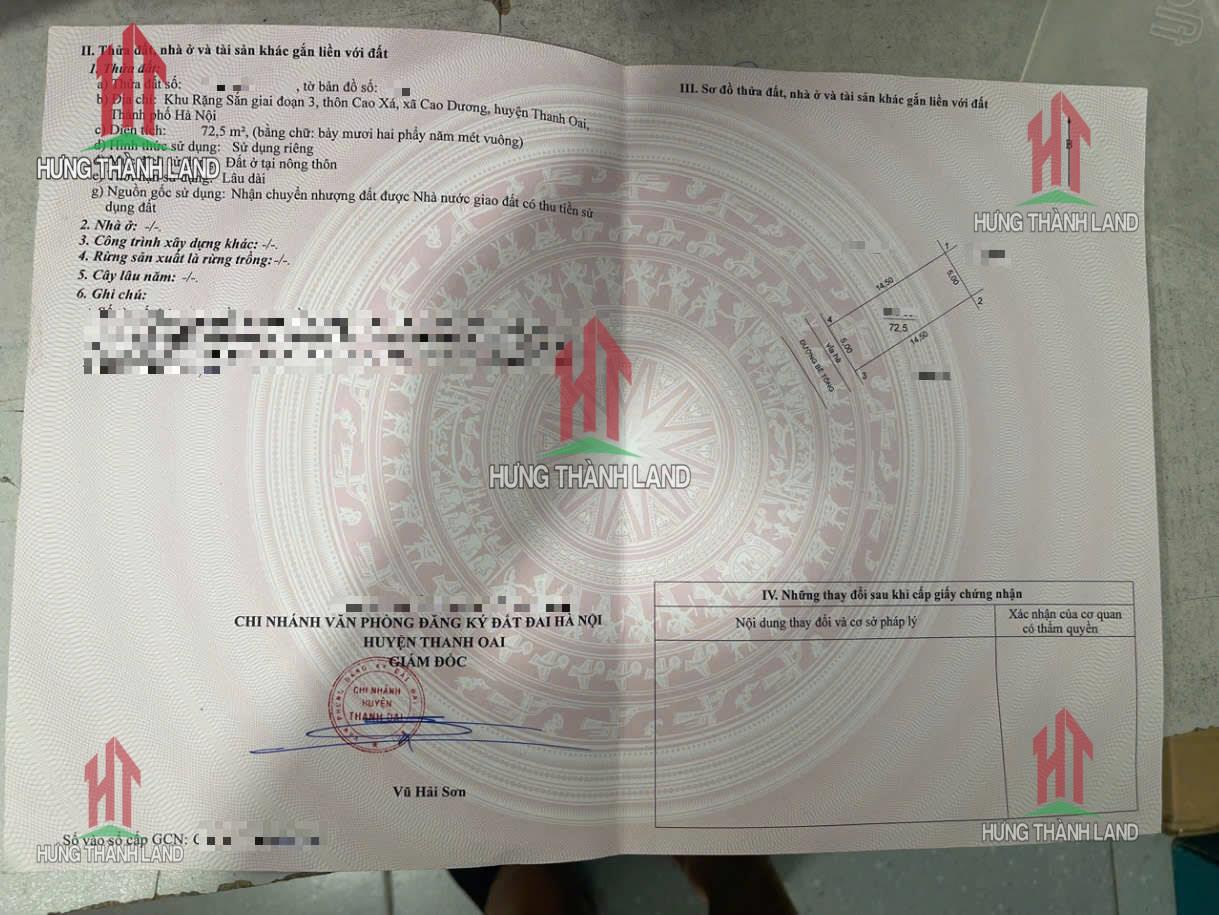 II. Thửa đất, nhà ở và tài sản khác gắn liền với đất
1. Thửa đất:
a) Thửa đất số: , tờ bản đồ số:
b) Địa chỉ: Khu Rặng Sắn giai đoạn 3, thôn Cao Xá, xã Cao Dương, huyện Thanh Oai,
Thành phố Hà Nội
c) Diện tích: 72,5 m², (bằng chữ: bảy mươi hai phẩy năm mét vuông)
d) Hình thức sử dụng: Sử dụng riêng
Đất ở tại nông thôn
Lâu dài
g) Nguồn gốc sử dụng: Nhận chuyển nhượng đất được Nhà nước giao đất có thu tiền sử
dụng đất
2. Nhà ở: -/-.
3. Công trình xây dựng khác: -/-.
4. Rừng sản xuất là rừng trồng: -/-.
5. Cây lâu năm: -/-.
6. Ghi chú:
CHI NHÁNH VĂN PHÒNG ĐĂNG KÝ ĐẤT ĐAI HÀ NỘI
HUYỆN THANH OAI
GIÁM ĐỐC
CHI NHÁNH
HUYỆN
THANH OAI
Vũ Hải Sơn
Số vào sổ cấp GCN: C
III. Sơ đồ thửa đất, nhà ở và tài sản khác gắn liền với đất
B
1
14,50
5,00
2
4
72,5
14,50
5,00
vỉa hè
3
ĐƯỜNG BÊ TÔNG
IV. Những thay đổi sau khi cấp giấy chứng nhận
Nội dung thay đổi và cơ sở pháp lý
Xác nhận của cơ quan
có thẩm quyền
HƯNG THÀNH LAND
HƯNG THÀNH LAND
HƯNG THÀNH LAND
HƯNG THÀNH LAND
HƯNG THÀNH LAND